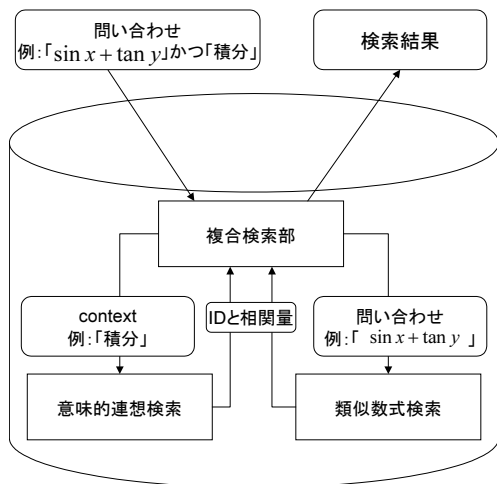 問い合わせ
例:「sin x + tan y」かつ「積分」
検索結果
複合検索部
context
例:「積分」
IDと相関量
問い合わせ
例:「 sin x + tan y 」
意味的連想検索
類似数式検索